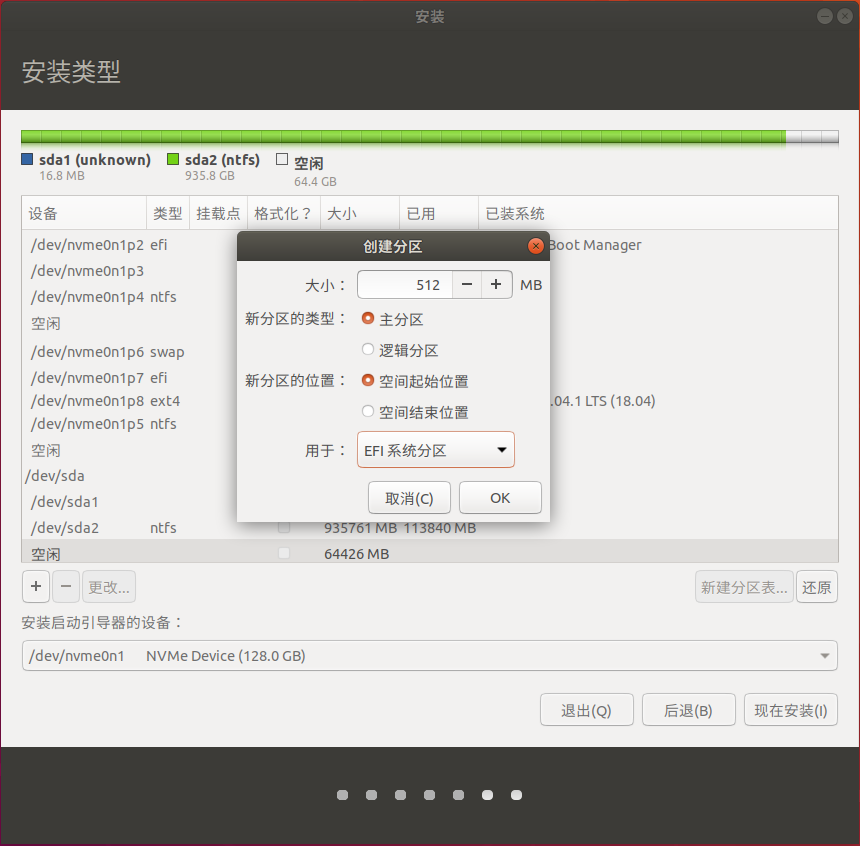 安装
安装类型
sda1 (unknown)
16.8 MB
sda2 (ntfs)
935.8 GB
空闲
64.4 GB
设备 类型 挂载点 格式化？ 大小 已用 已装系统
/dev/nvme0n1p2 efi Boot Manager
/dev/nvme0n1p3
/dev/nvme0n1p4 ntfs
空闲
/dev/nvme0n1p6 swap
/dev/nvme0n1p7 efi
/dev/nvme0n1p8 ext4 .04.1 LTS (18.04)
/dev/nvme0n1p5 ntfs
空闲
/dev/sda
/dev/sda1
/dev/sda2 ntfs 935761 MB 113840 MB
空闲 64426 MB
创建分区
大小： 512 − + MB
新分区的类型： 主分区
逻辑分区
新分区的位置： 空间起始位置
空间结束位置
用于： EFI 系统分区
取消(C) OK
+ − 更改... 新建分区表... 还原
安装启动引导器的设备：
/dev/nvme0n1 NVMe Device (128.0 GB)
退出(Q) 后退(B) 现在安装(I)